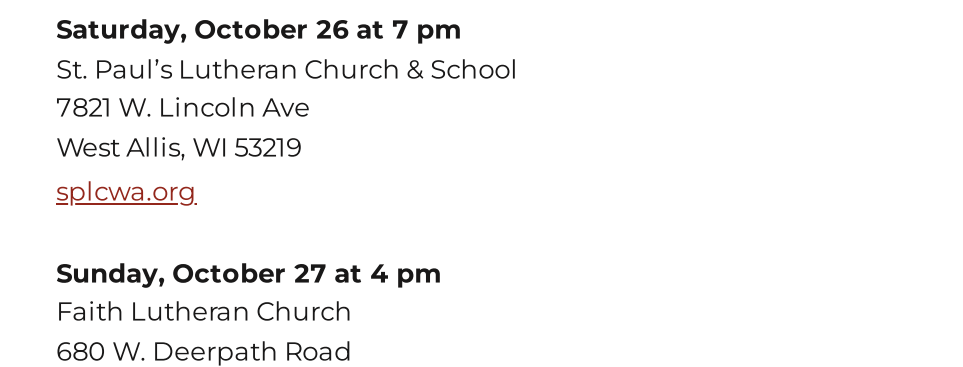 Saturday, October 26 at 7 pm
St. Paul’s Lutheran Church & School
7821 W. Lincoln Ave
West Allis, WI 53219
splcwa.org
Sunday, October 27 at 4 pm
Faith Lutheran Church
680 W. Deerpath Road